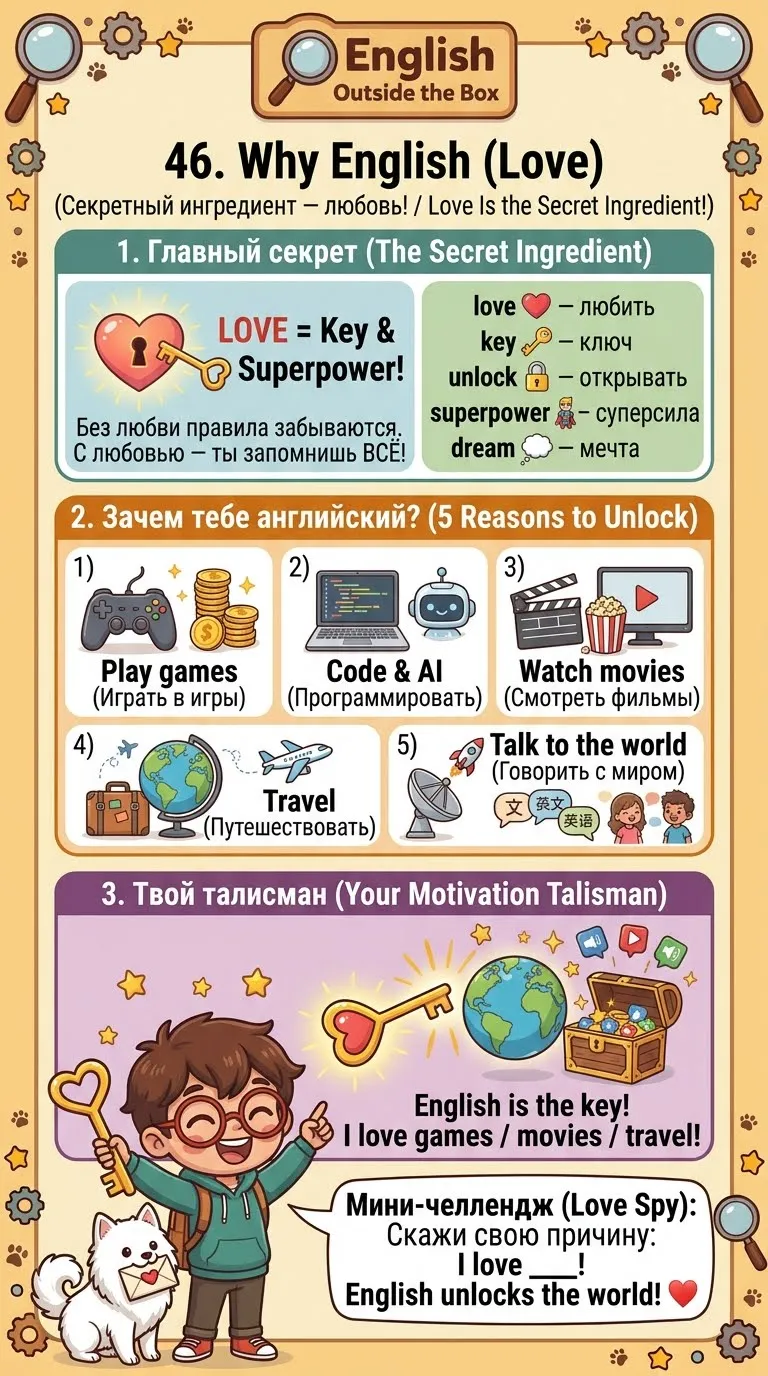 English
Outside the Box
46. Why English (Love)
(Секретный ингредиент — любовь! / Love Is the Secret Ingredient!)
1. Главный секрет (The Secret Ingredient)
LOVE = Key &
Superpower!
Без любви правила забываются.
С любовью — ты запомнишь ВСЁ!
love ❤️ — любить
key 🔑 — ключ
unlock 🔒 — открывать
superpower 🦸 – суперсила
dream 💭 — мечта
2. Зачем тебе английский? (5 Reasons to Unlock)
1)
Play games
(Играть в игры)
2)
Code & AI
(Программировать)
3)
Watch movies
(Смотреть фильмы)
4)
Travel
(Путешествовать)
5)
Talk to the world
(Говорить с миром)
文
英文
英语
3. Твой талисман (Your Motivation Talisman)
English is the key!
I love games / movies / travel!
Мини-челлендж (Love Spy):
Скажи свою причину:
I love ___!
English unlocks the world! ❤️